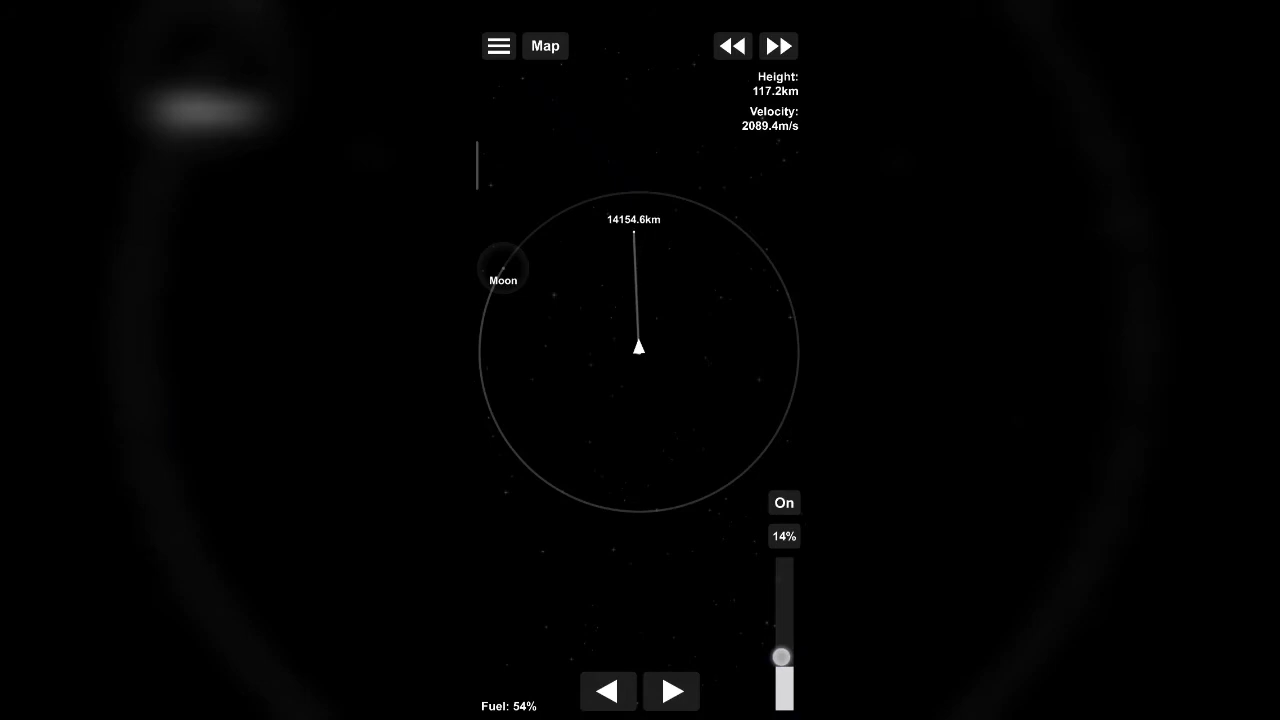 Map
Height:
117.2km
Velocity:
2089.4m/s
14154.6km
Moon
On
14%
Fuel: 54%